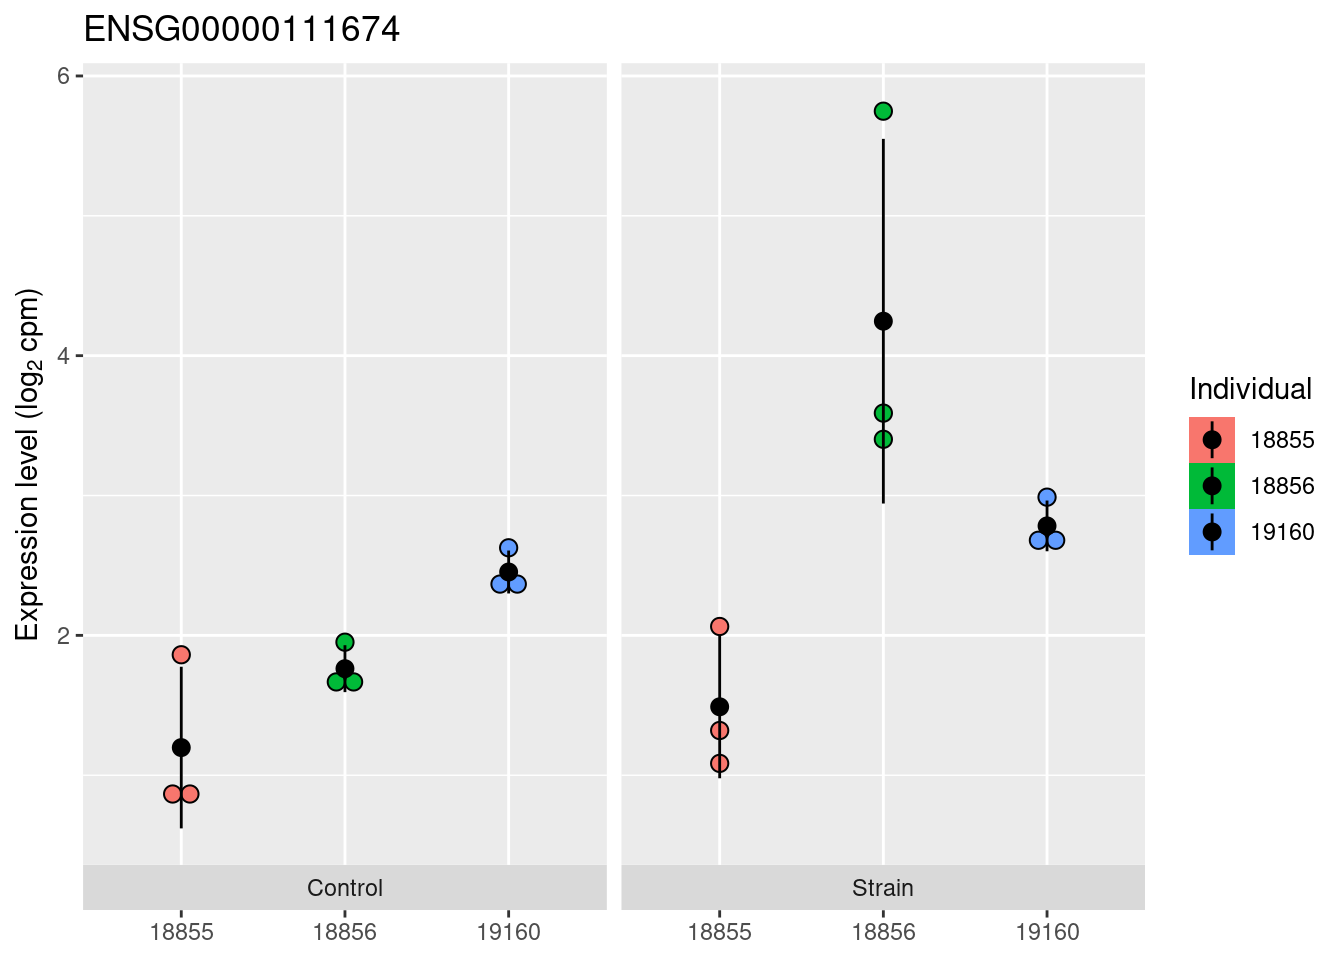 ENSG00000111674
Expression level (log₂ cpm)
6
4
2
Control
Strain
18855
18856
19160
18855
18856
19160
Individual
18855
18856
19160